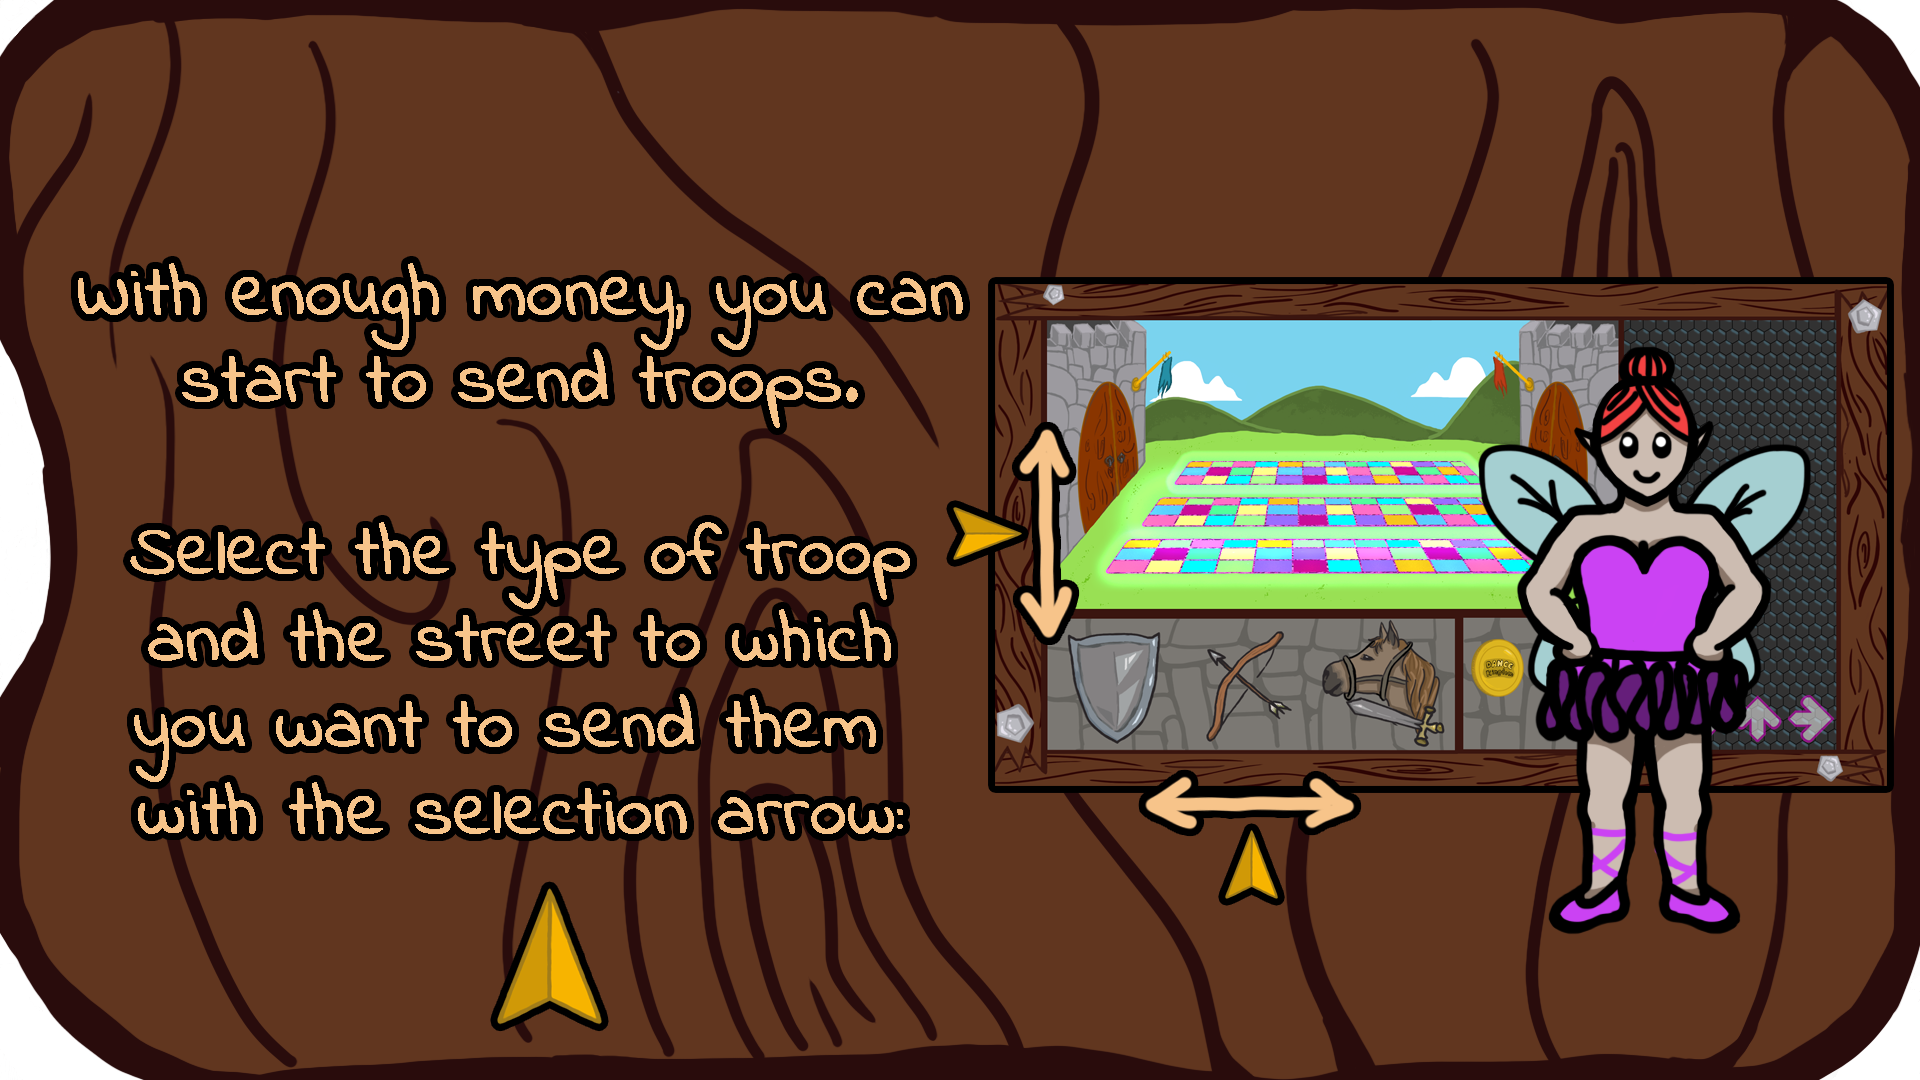 With enough money, you can
start to send troops.
Select the type of troop
and the street to which
you want to send them
with the selection arrow:
DANCE